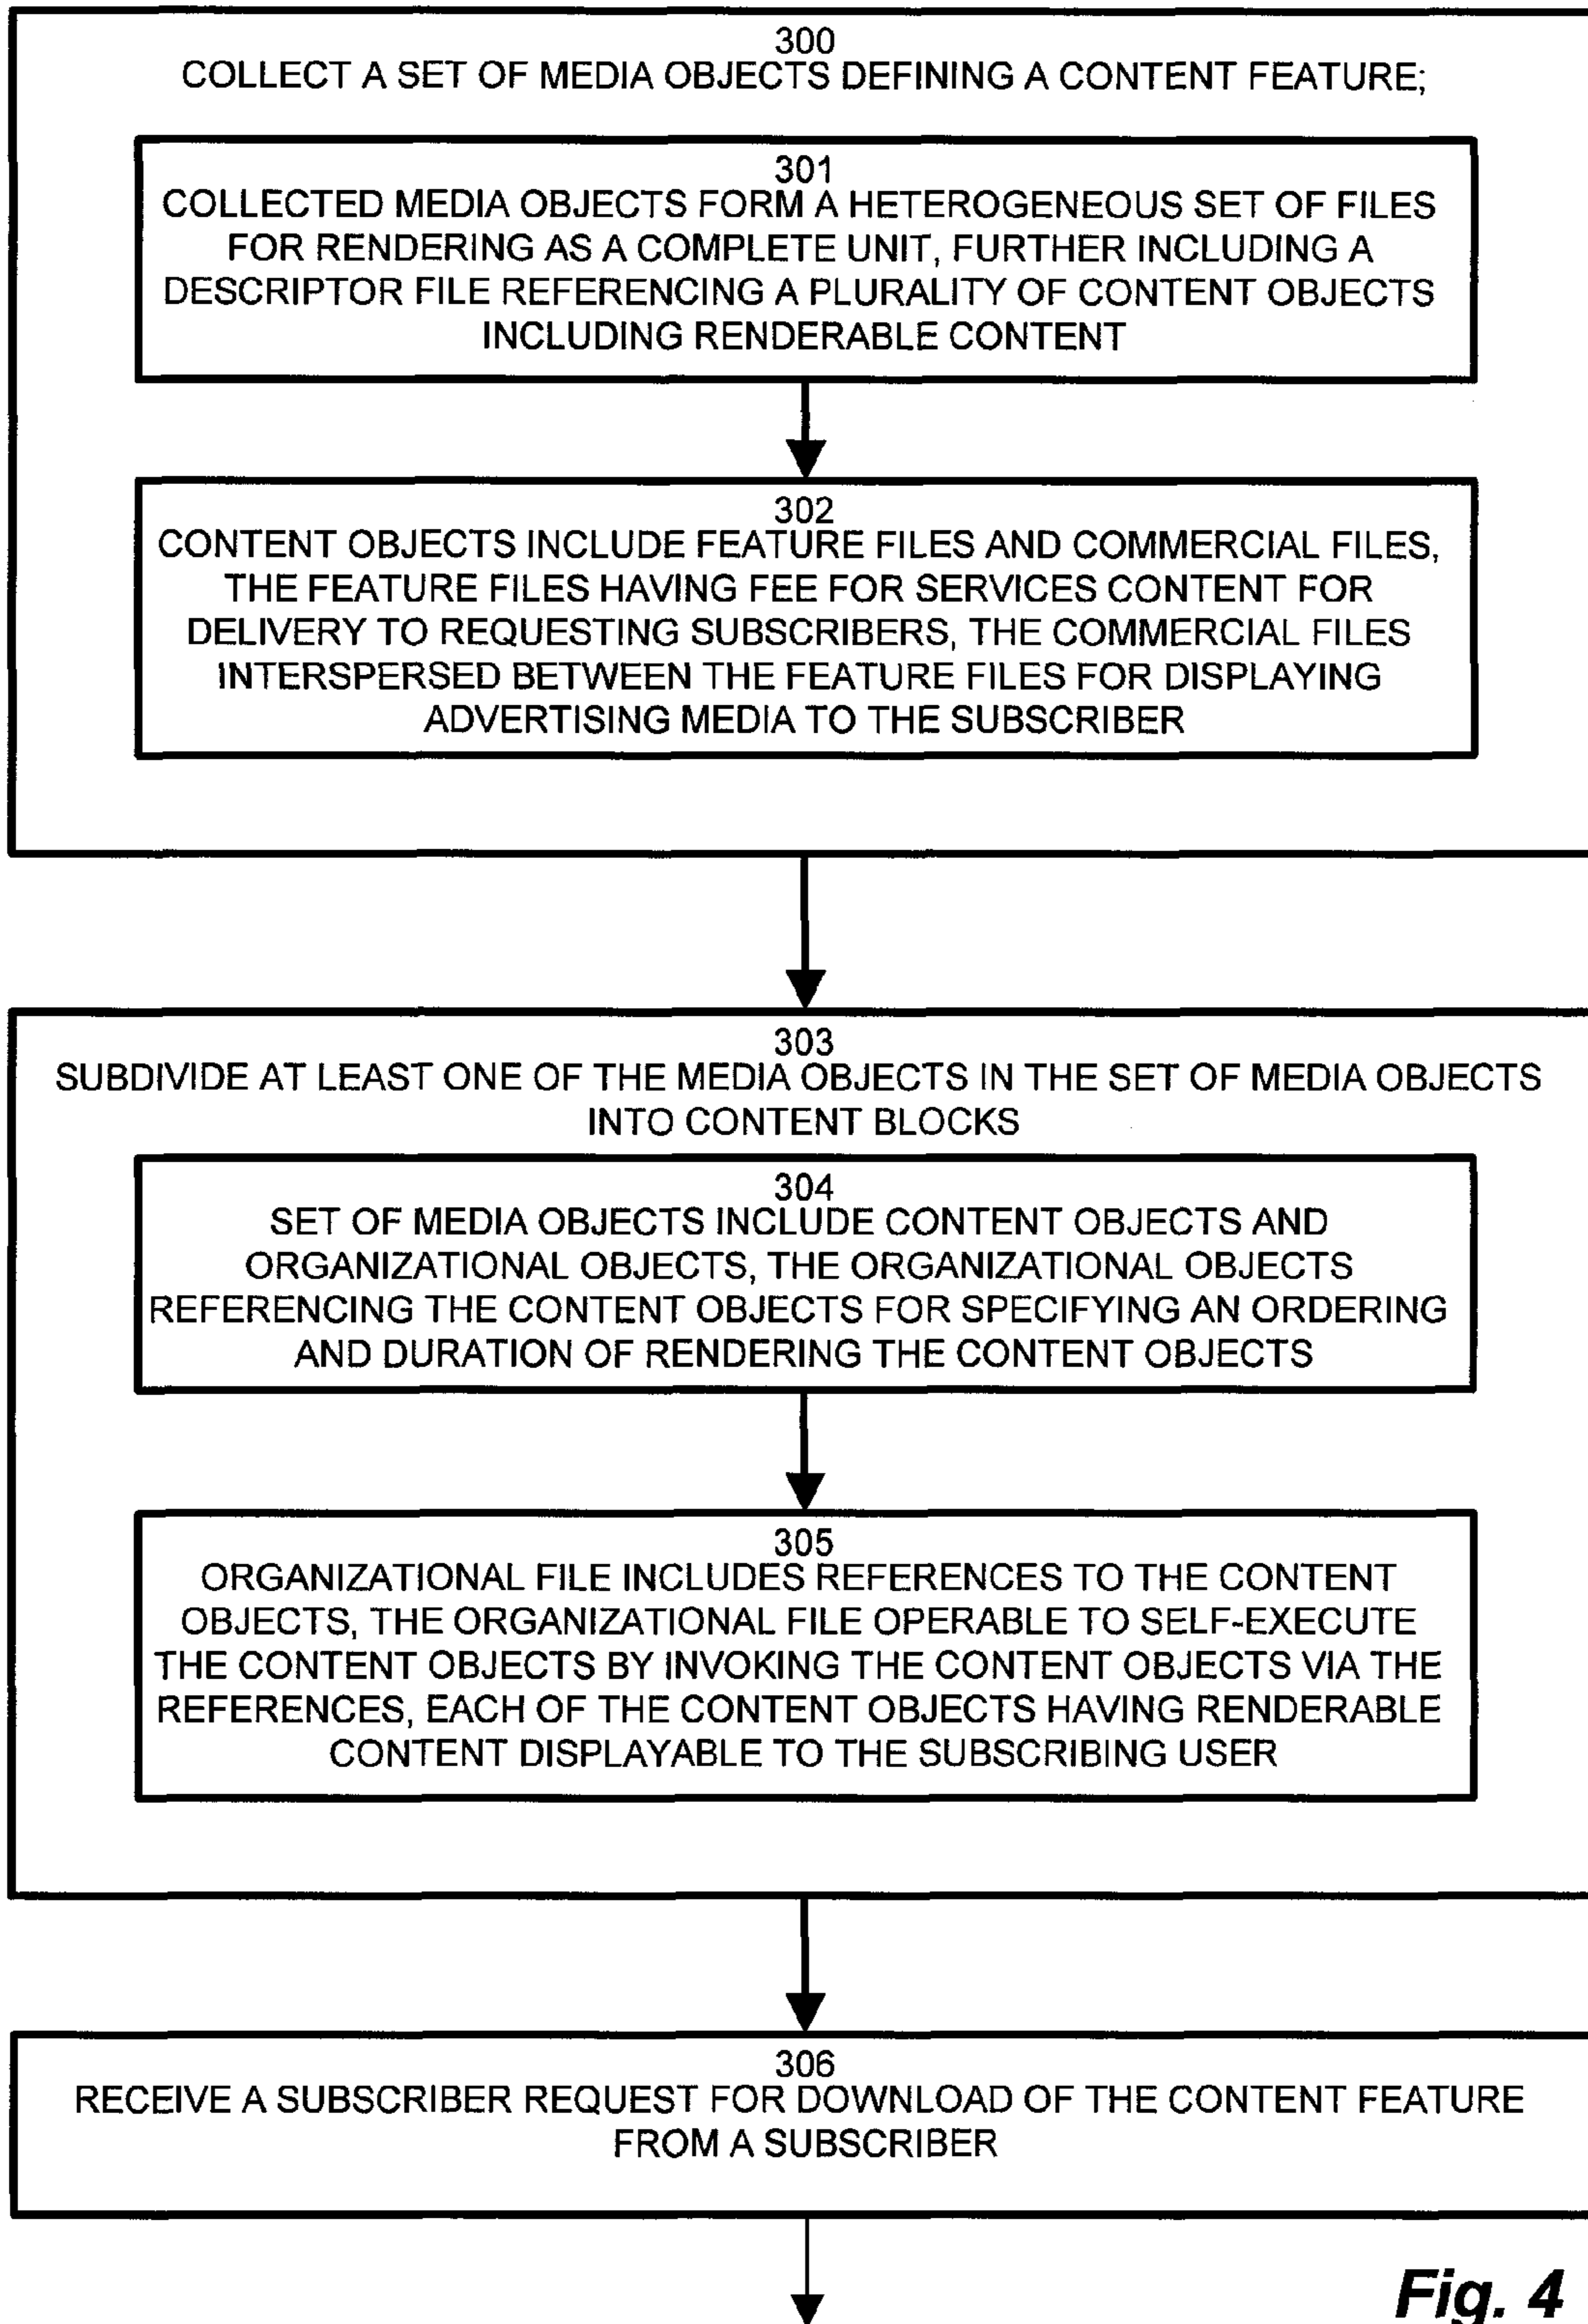 300
COLLECT A SET OF MEDIA OBJECTS DEFINING A CONTENT FEATURE;
301
COLLECTED MEDIA OBJECTS FORM A HETEROGENEOUS SET OF FILES
FOR RENDERING AS A COMPLETE UNIT, FURTHER INCLUDING A
DESCRIPTOR FILE REFERENCING A PLURALITY OF CONTENT OBJECTS
INCLUDING RENDERABLE CONTENT
302
CONTENT OBJECTS INCLUDE FEATURE FILES AND COMMERCIAL FILES,
THE FEATURE FILES HAVING FEE FOR SERVICES CONTENT FOR
DELIVERY TO REQUESTING SUBSCRIBERS, THE COMMERCIAL FILES
INTERSPERSED BETWEEN THE FEATURE FILES FOR DISPLAYING
ADVERTISING MEDIA TO THE SUBSCRIBER
303
SUBDIVIDE AT LEAST ONE OF THE MEDIA OBJECTS IN THE SET OF MEDIA OBJECTS
INTO CONTENT BLOCKS
304
SET OF MEDIA OBJECTS INCLUDE CONTENT OBJECTS AND
ORGANIZATIONAL OBJECTS, THE ORGANIZATIONAL OBJECTS
REFERENCING THE CONTENT OBJECTS FOR SPECIFYING AN ORDERING
AND DURATION OF RENDERING THE CONTENT OBJECTS
305
ORGANIZATIONAL FILE INCLUDES REFERENCES TO THE CONTENT
OBJECTS, THE ORGANIZATIONAL FILE OPERABLE TO SELF-EXECUTE
THE CONTENT OBJECTS BY INVOKING THE CONTENT OBJECTS VIA THE
REFERENCES, EACH OF THE CONTENT OBJECTS HAVING RENDERABLE
CONTENT DISPLAYABLE TO THE SUBSCRIBING USER
306
RECEIVE A SUBSCRIBER REQUEST FOR DOWNLOAD OF THE CONTENT FEATURE
FROM A SUBSCRIBER
Fig. 4